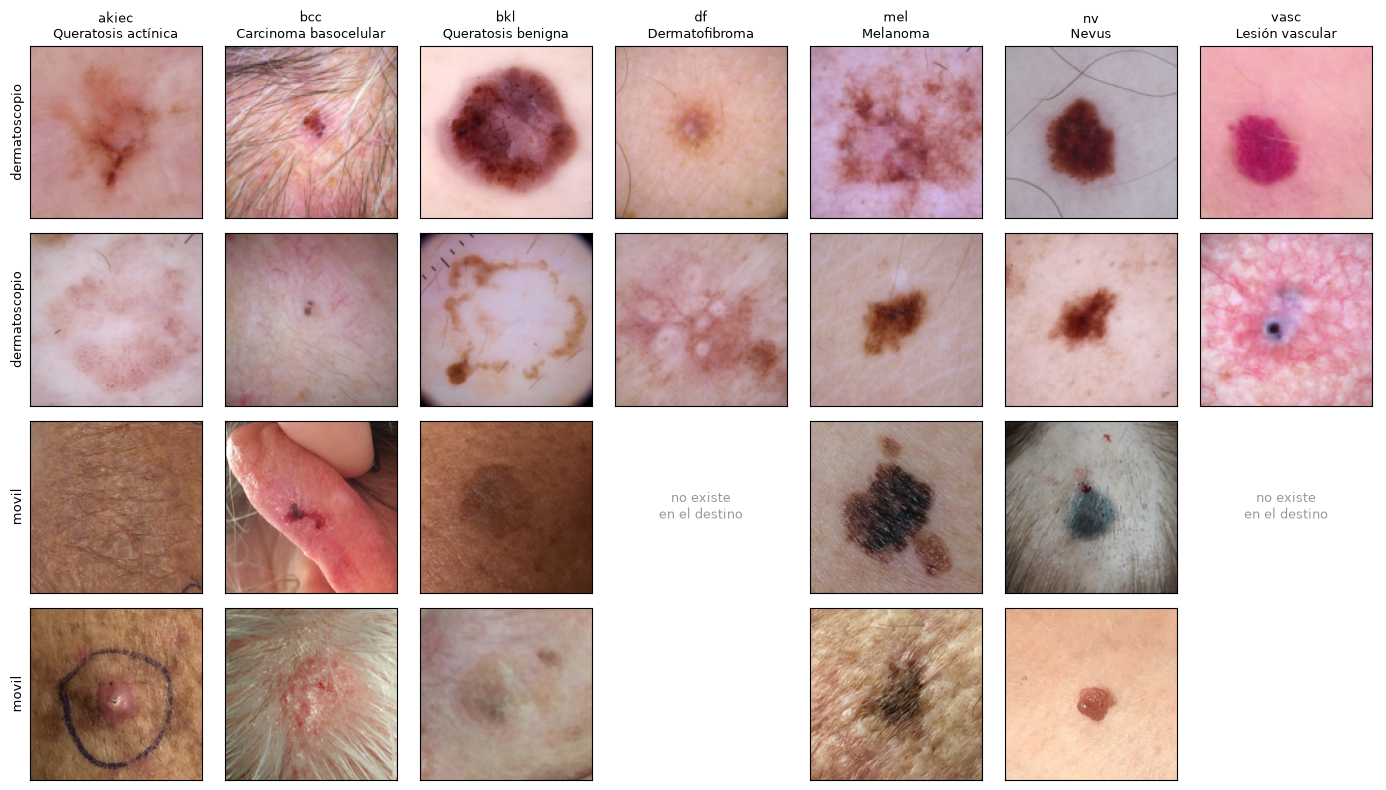 akiec
Queratosis actínica
bcc
Carcinoma basocelular
bkl
Queratosis benigna
df
Dermatofibroma
mel
Melanoma
nv
Nevus
vasc
Lesión vascular
dermatoscopio
dermatoscopio
movil
no existe
en el destino
no existe
en el destino
movil